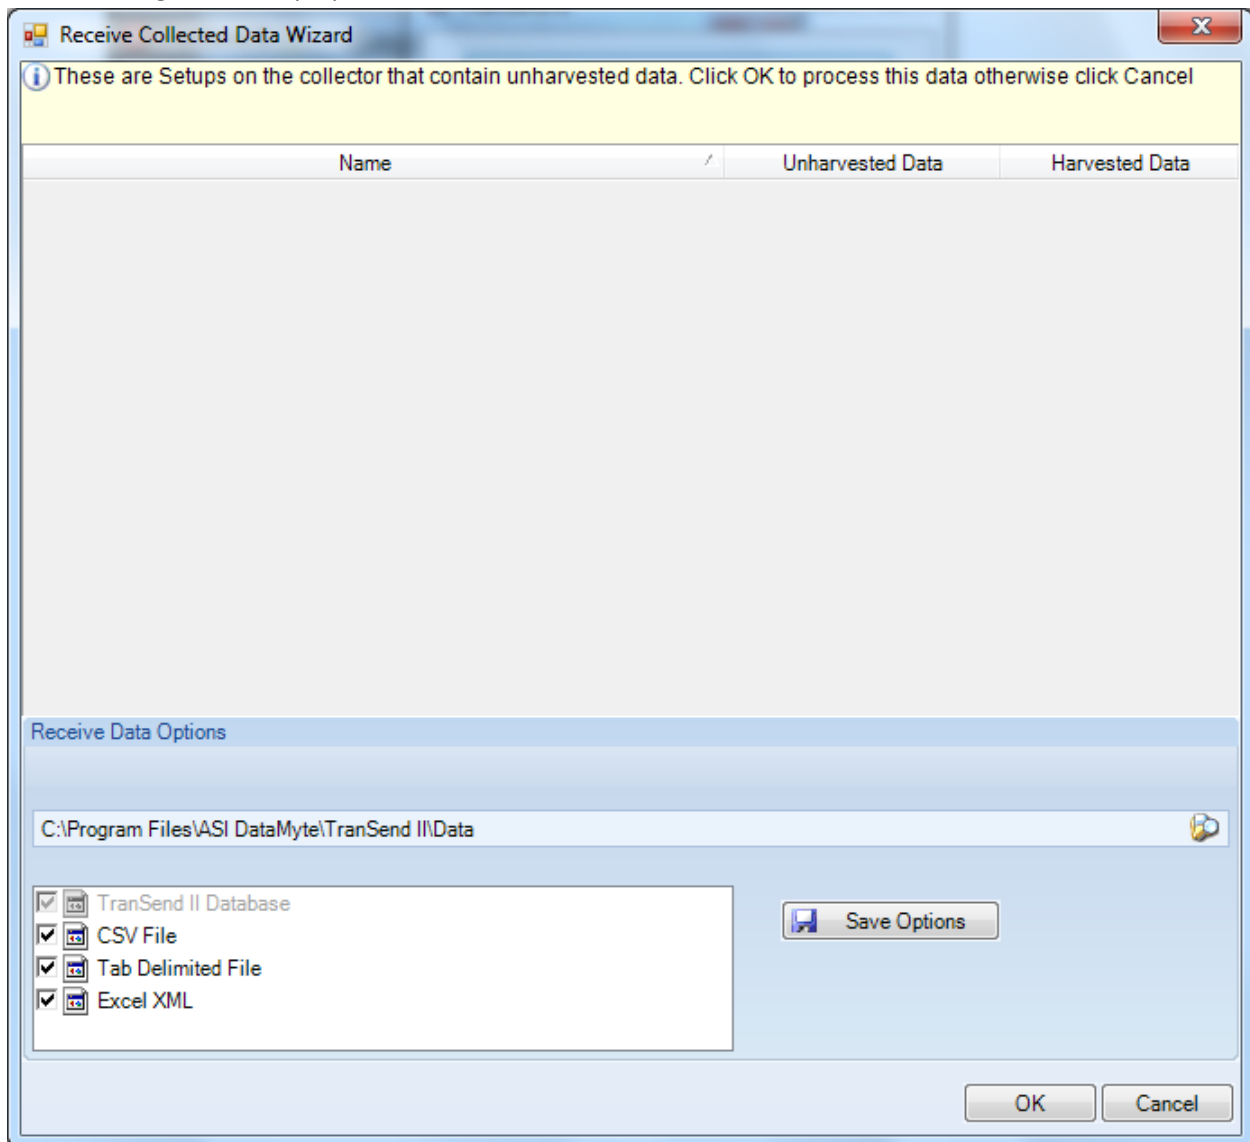 Receive Collected Data Wizard
These are Setups on the collector that contain unharvested data. Click OK to process this data otherwise click Cancel
Name Unharvested Data Harvested Data
Receive Data Options
C:\Program Files\ASI DataMyte\TranSend II\Data
TranSend II Database
CSV File
Tab Delimited File
Excel XML
Save Options
OK Cancel